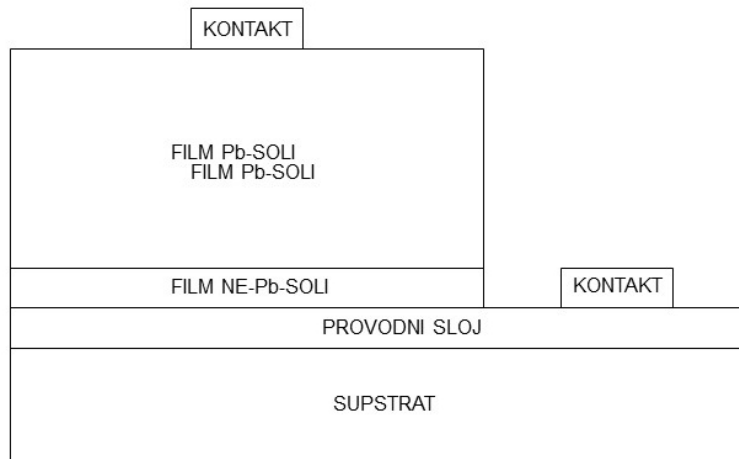 KONTAKT
FILM Pb-SOLI
FILM Pb-SOLI
FILM NE-Pb-SOLI
KONTAKT
PROVODNI SLOJ
SUPSTRAT